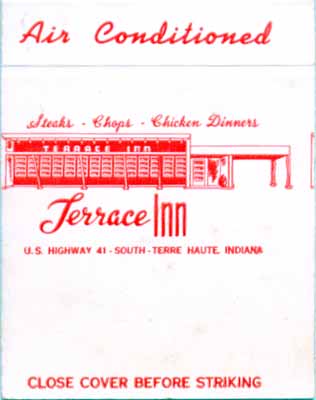 Air Conditioned
Steaks - Chops - Chicken Dinners
TERRACE INN
Terrace Inn
U.S. HIGHWAY 41 - SOUTH - TERRE HAUTE, INDIANA
CLOSE COVER BEFORE STRIKING